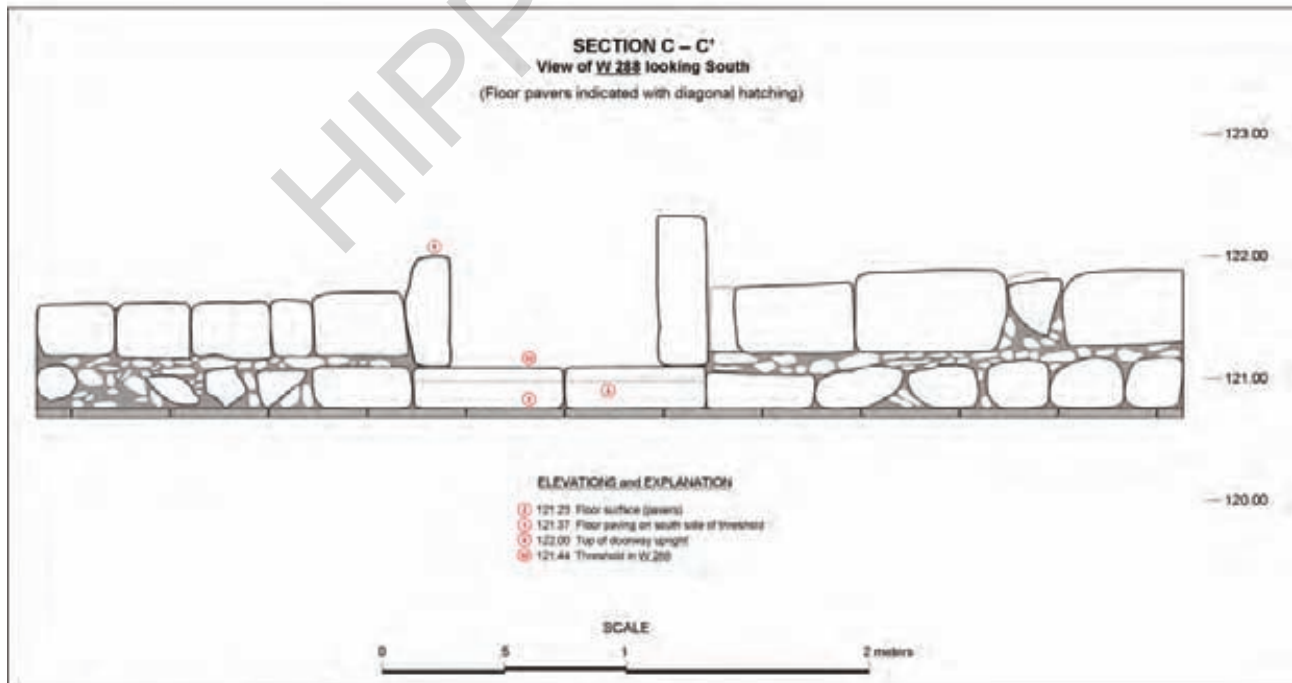 HIPP
SECTION C – C'
View of W 288 looking South
(Floor pavers indicated with diagonal hatching)
123.00
122.00
121.00
120.00
ELEVATIONS and EXPLANATION
Floor surface (pavers)
121.37 Floor paving on south side of threshold
122.00 Top of doorway upright
121.44 Threshold in W 288
SCALE
0 .5 1 2 meters